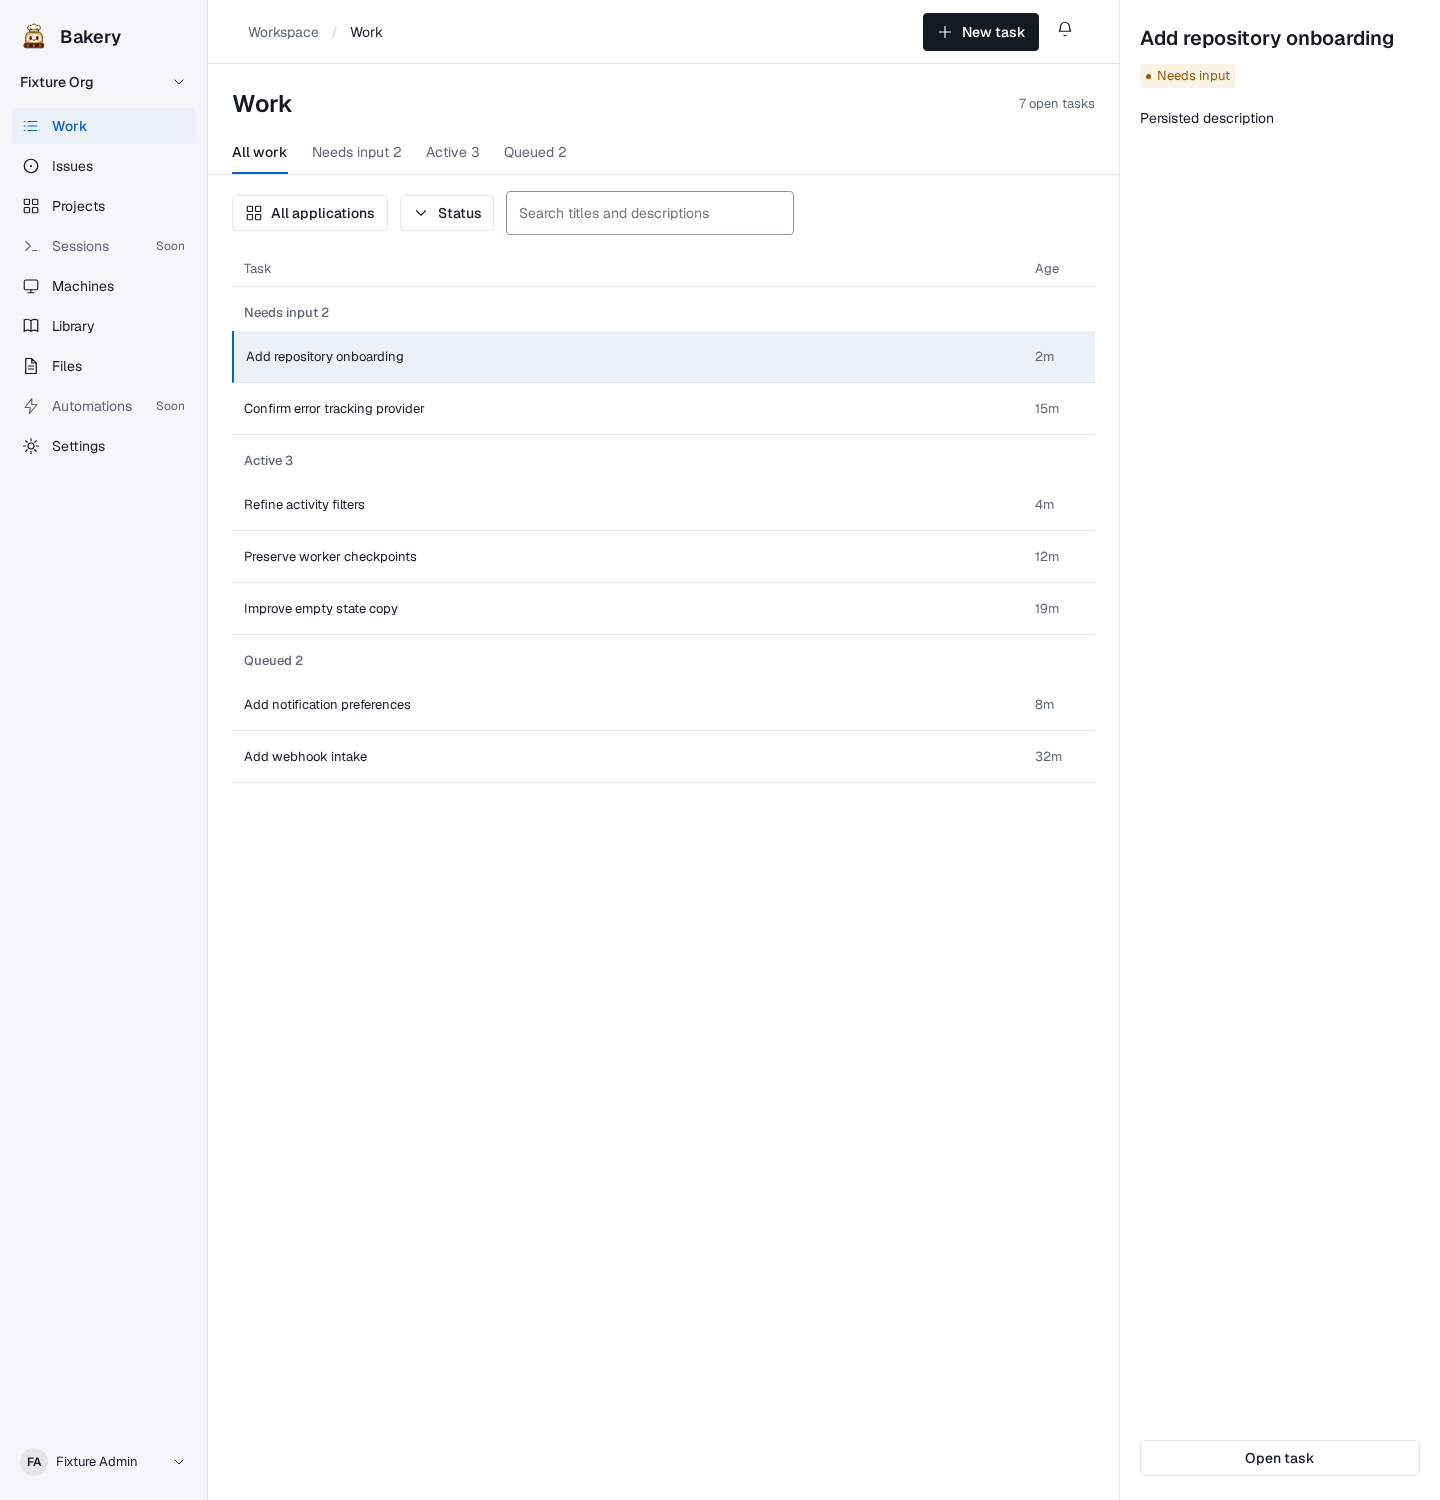 Bakery
Fixture Org
Work
Issues
Projects
Sessions Soon
Machines
Library
Files
Automations Soon
Settings
FA Fixture Admin
Workspace / Work
New task
Work
7 open tasks
All work Needs input 2 Active 3 Queued 2
All applications Status Search titles and descriptions
Task Age
Needs input 2
Add repository onboarding 2m
Confirm error tracking provider 15m
Active 3
Refine activity filters 4m
Preserve worker checkpoints 12m
Improve empty state copy 19m
Queued 2
Add notification preferences 8m
Add webhook intake 32m
Add repository onboarding
Needs input
Persisted description
Open task